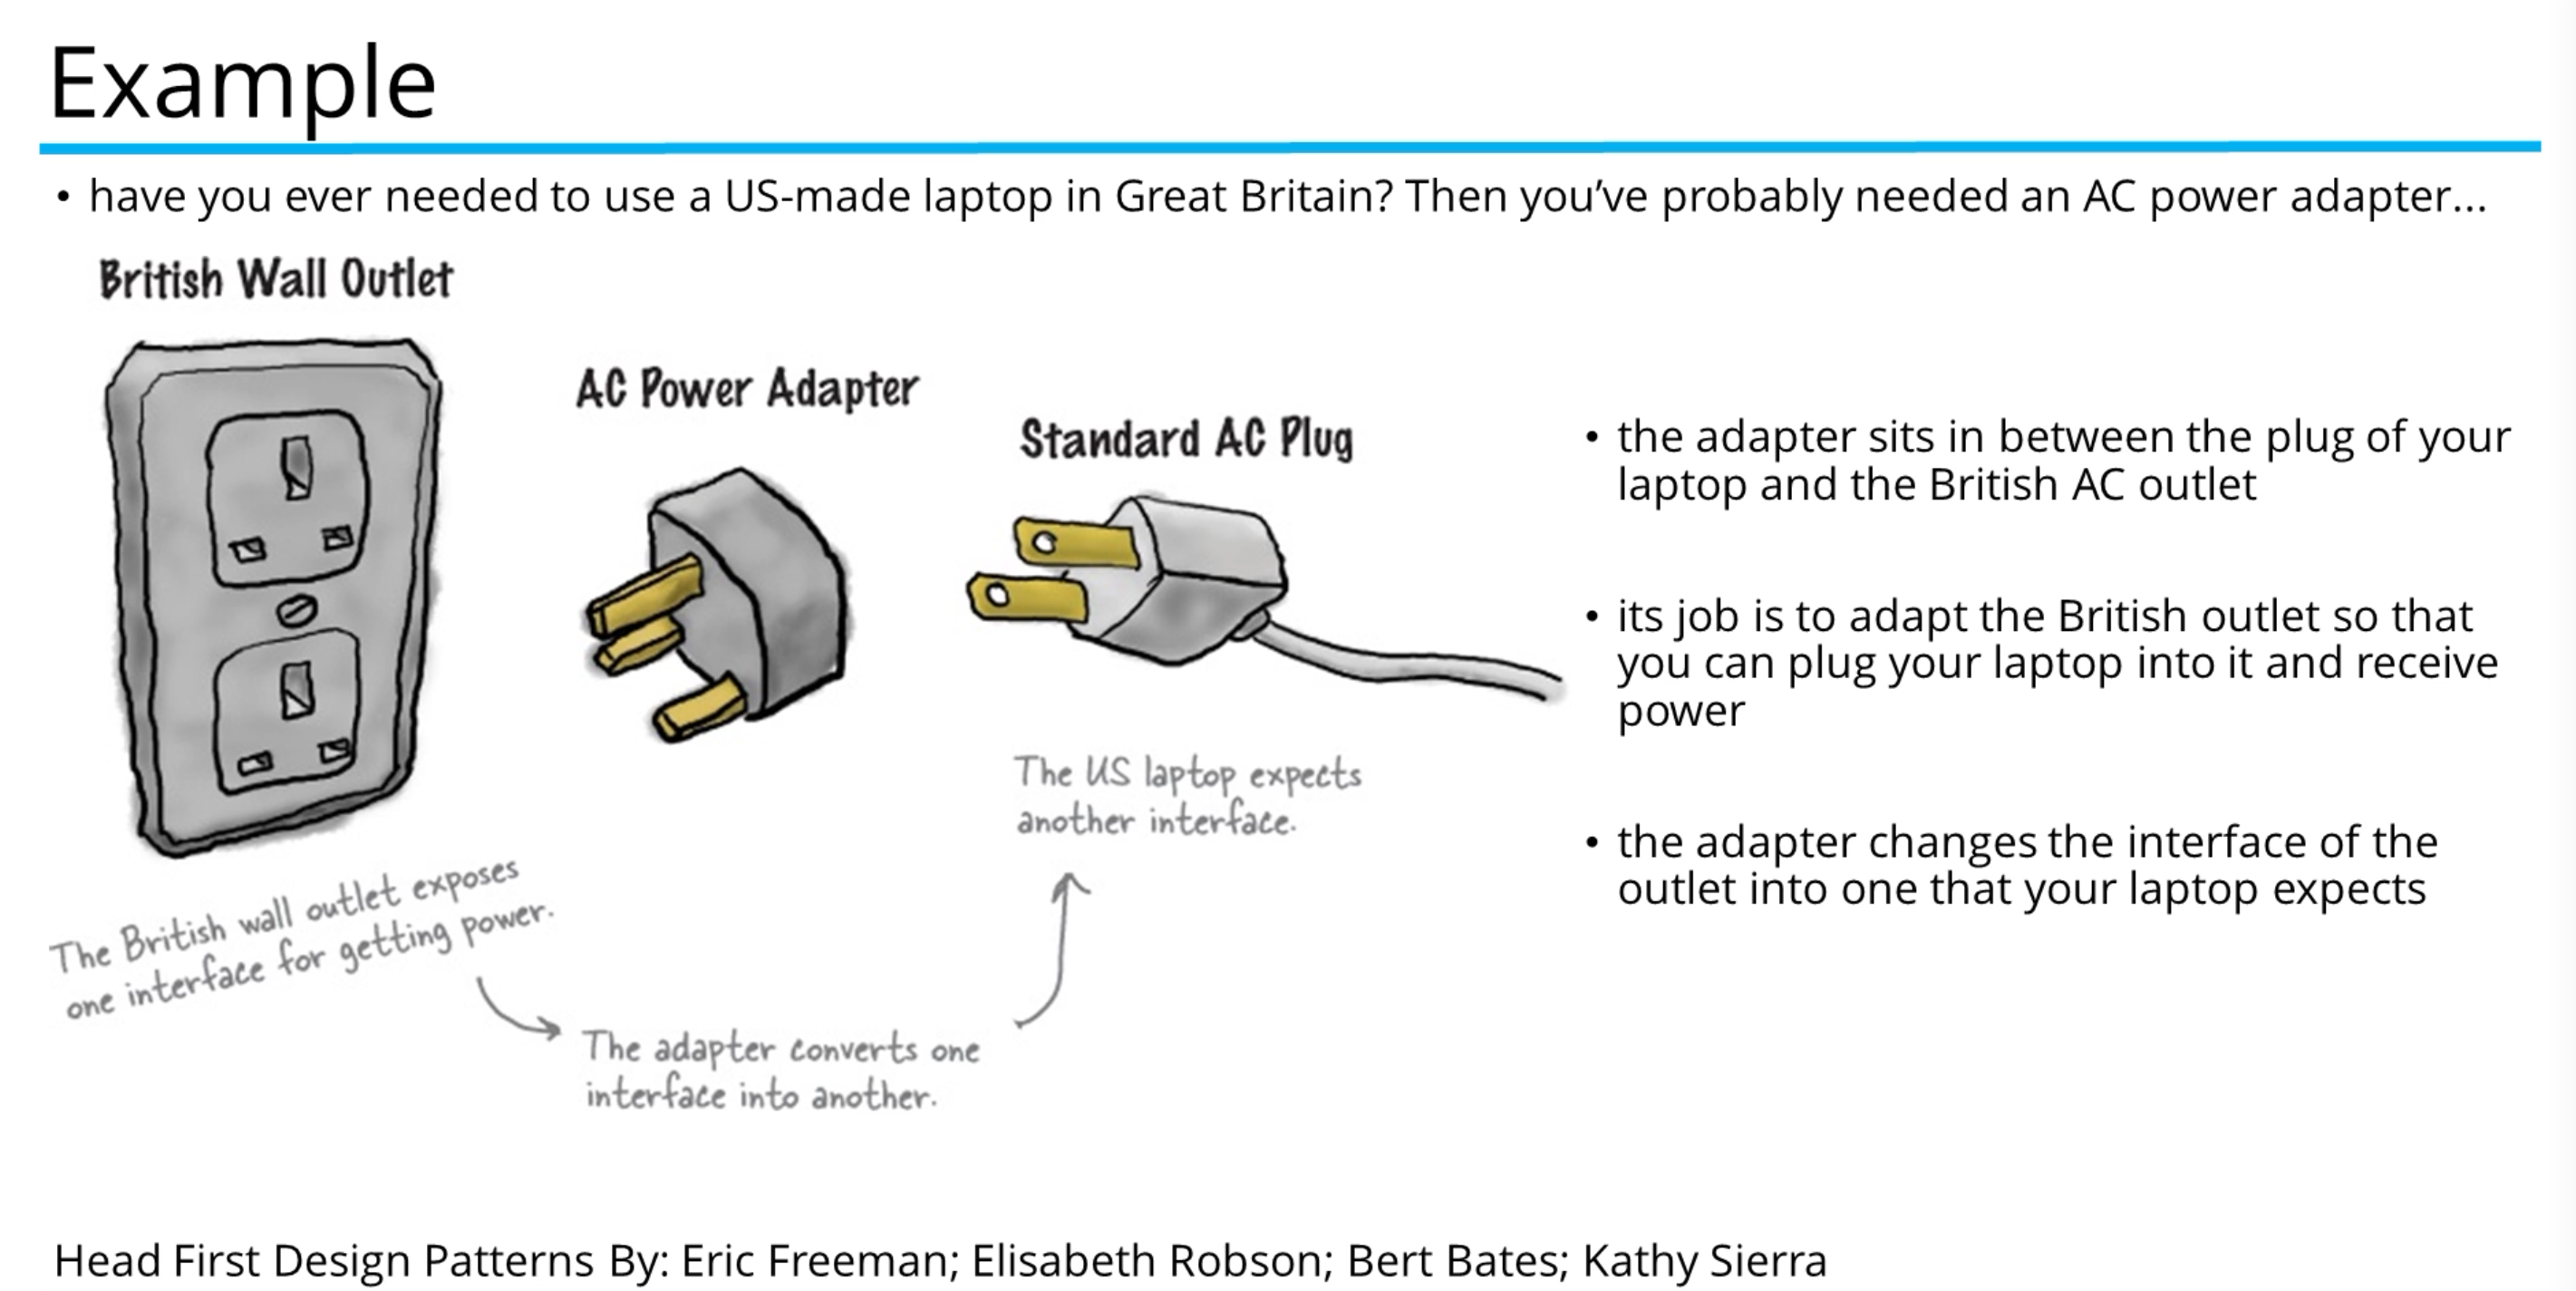 Example
• have you ever needed to use a US-made laptop in Great Britain? Then you’ve probably needed an AC power adapter...
British Wall Outlet
AC Power Adapter
Standard AC Plug
The British wall outlet exposes
one interface for getting power.
The adapter converts one
interface into another.
The US laptop expects
another interface.
• the adapter sits in between the plug of your
laptop and the British AC outlet
• its job is to adapt the British outlet so that
you can plug your laptop into it and receive
power
• the adapter changes the interface of the
outlet into one that your laptop expects
Head First Design Patterns By: Eric Freeman; Elisabeth Robson; Bert Bates; Kathy Sierra